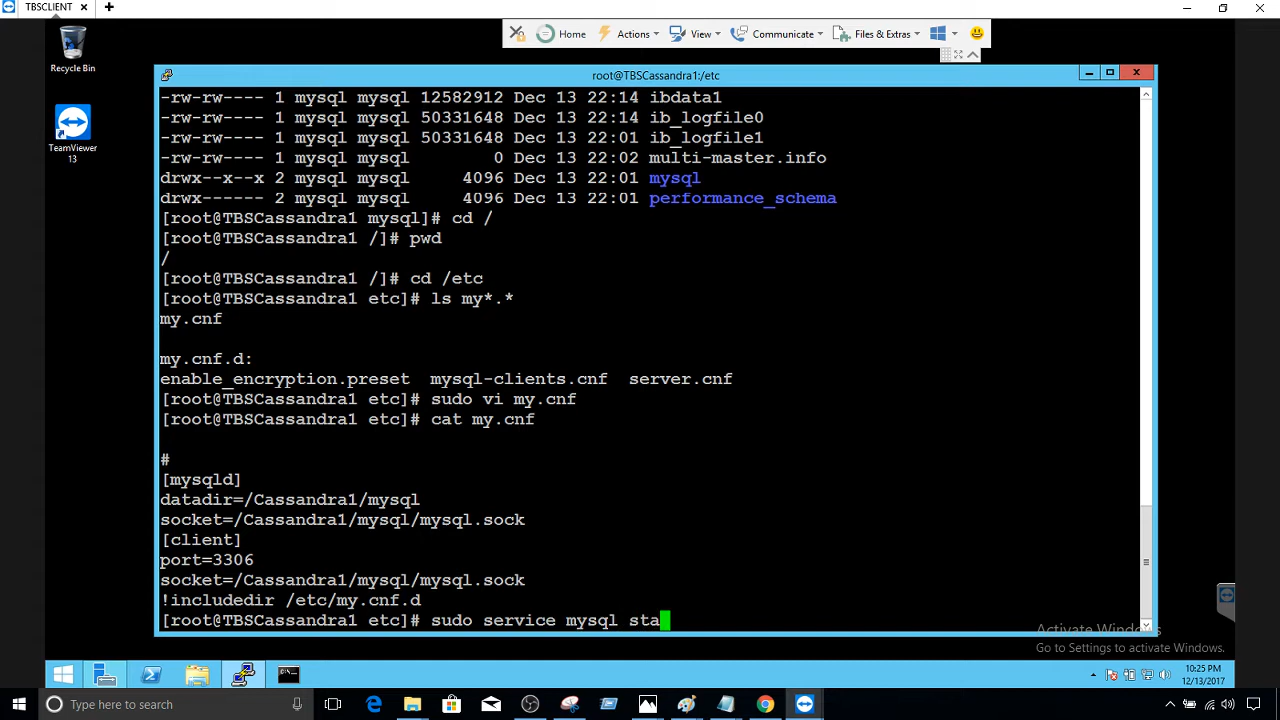 TBSCLIENT
Home Actions View Communicate Files & Extras
Recycle Bin
TeamViewer
13
root@TBSCassandra1:/etc
-rw-rw---- 1 mysql mysql 12582912 Dec 13 22:14 ibdata1
-rw-rw---- 1 mysql mysql 50331648 Dec 13 22:14 ib_logfile0
-rw-rw---- 1 mysql mysql 50331648 Dec 13 22:01 ib_logfile1
-rw-rw---- 1 mysql mysql 0 Dec 13 22:02 multi-master.info
drwx--x--x 2 mysql mysql 4096 Dec 13 22:01 mysql
drwx------ 2 mysql mysql 4096 Dec 13 22:01 performance_schema
[root@TBSCassandra1 mysql]# cd /
[root@TBSCassandra1 /]# pwd
/
[root@TBSCassandra1 /]# cd /etc
[root@TBSCassandra1 etc]# ls my*.*
my.cnf
my.cnf.d:
enable_encryption.preset mysql-clients.cnf server.cnf
[root@TBSCassandra1 etc]# sudo vi my.cnf
[root@TBSCassandra1 etc]# cat my.cnf
#
[mysqld]
datadir=/Cassandra1/mysql
socket=/Cassandra1/mysql/mysql.sock
[client]
port=3306
socket=/Cassandra1/mysql/mysql.sock
!includedir /etc/my.cnf.d
[root@TBSCassandra1 etc]# sudo service mysql sta
Activate Windows
Go to Settings to activate Windows.
10:25 PM
12/13/2017
Type here to search